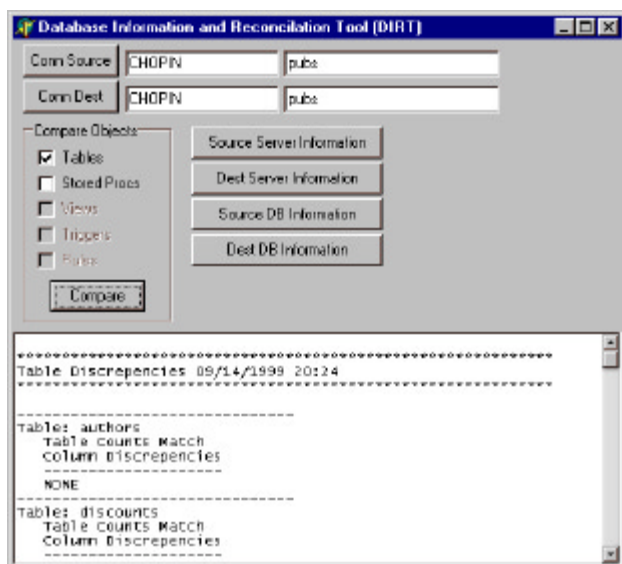 Database Information and Reconcilation Tool (DIRT)
Conn Source CHOPIN pubs
Conn Dest CHOPIN pubs
Compare Objects
Tables
Stored Procs
Views
Triggers
Rules
Compare
Source Server Information
Dest Server Information
Source DB Information
Dest DB Information
************************************************************
Table Discrepencies 09/14/1999 20:24
************************************************************
-------------------------------
Table: authors
Table Counts Match
Column Discrepencies
--------------------
NONE
-------------------------------
Table: discounts
Table Counts Match
Column Discrepencies
--------------------